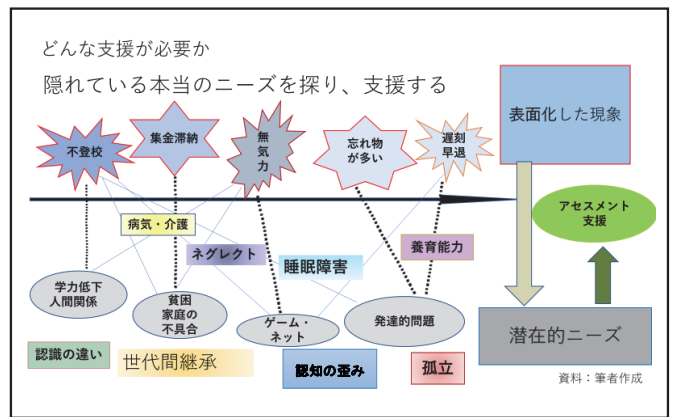 どんな支援が必要か
隠れている本当のニーズを探り、支援する
不登校
集金滞納
無
気
力
忘れ物
が多い
遅刻
早退
表面化した現象
病気・介護
ネグレクト
睡眠障害
養育能力
アセスメント
支援
学力低下
人間関係
貧困
家庭の
不具合
ゲーム・
ネット
発達的問題
潜在的ニーズ
認識の違い
世代間継承
認知の歪み
孤立
資料：筆者作成